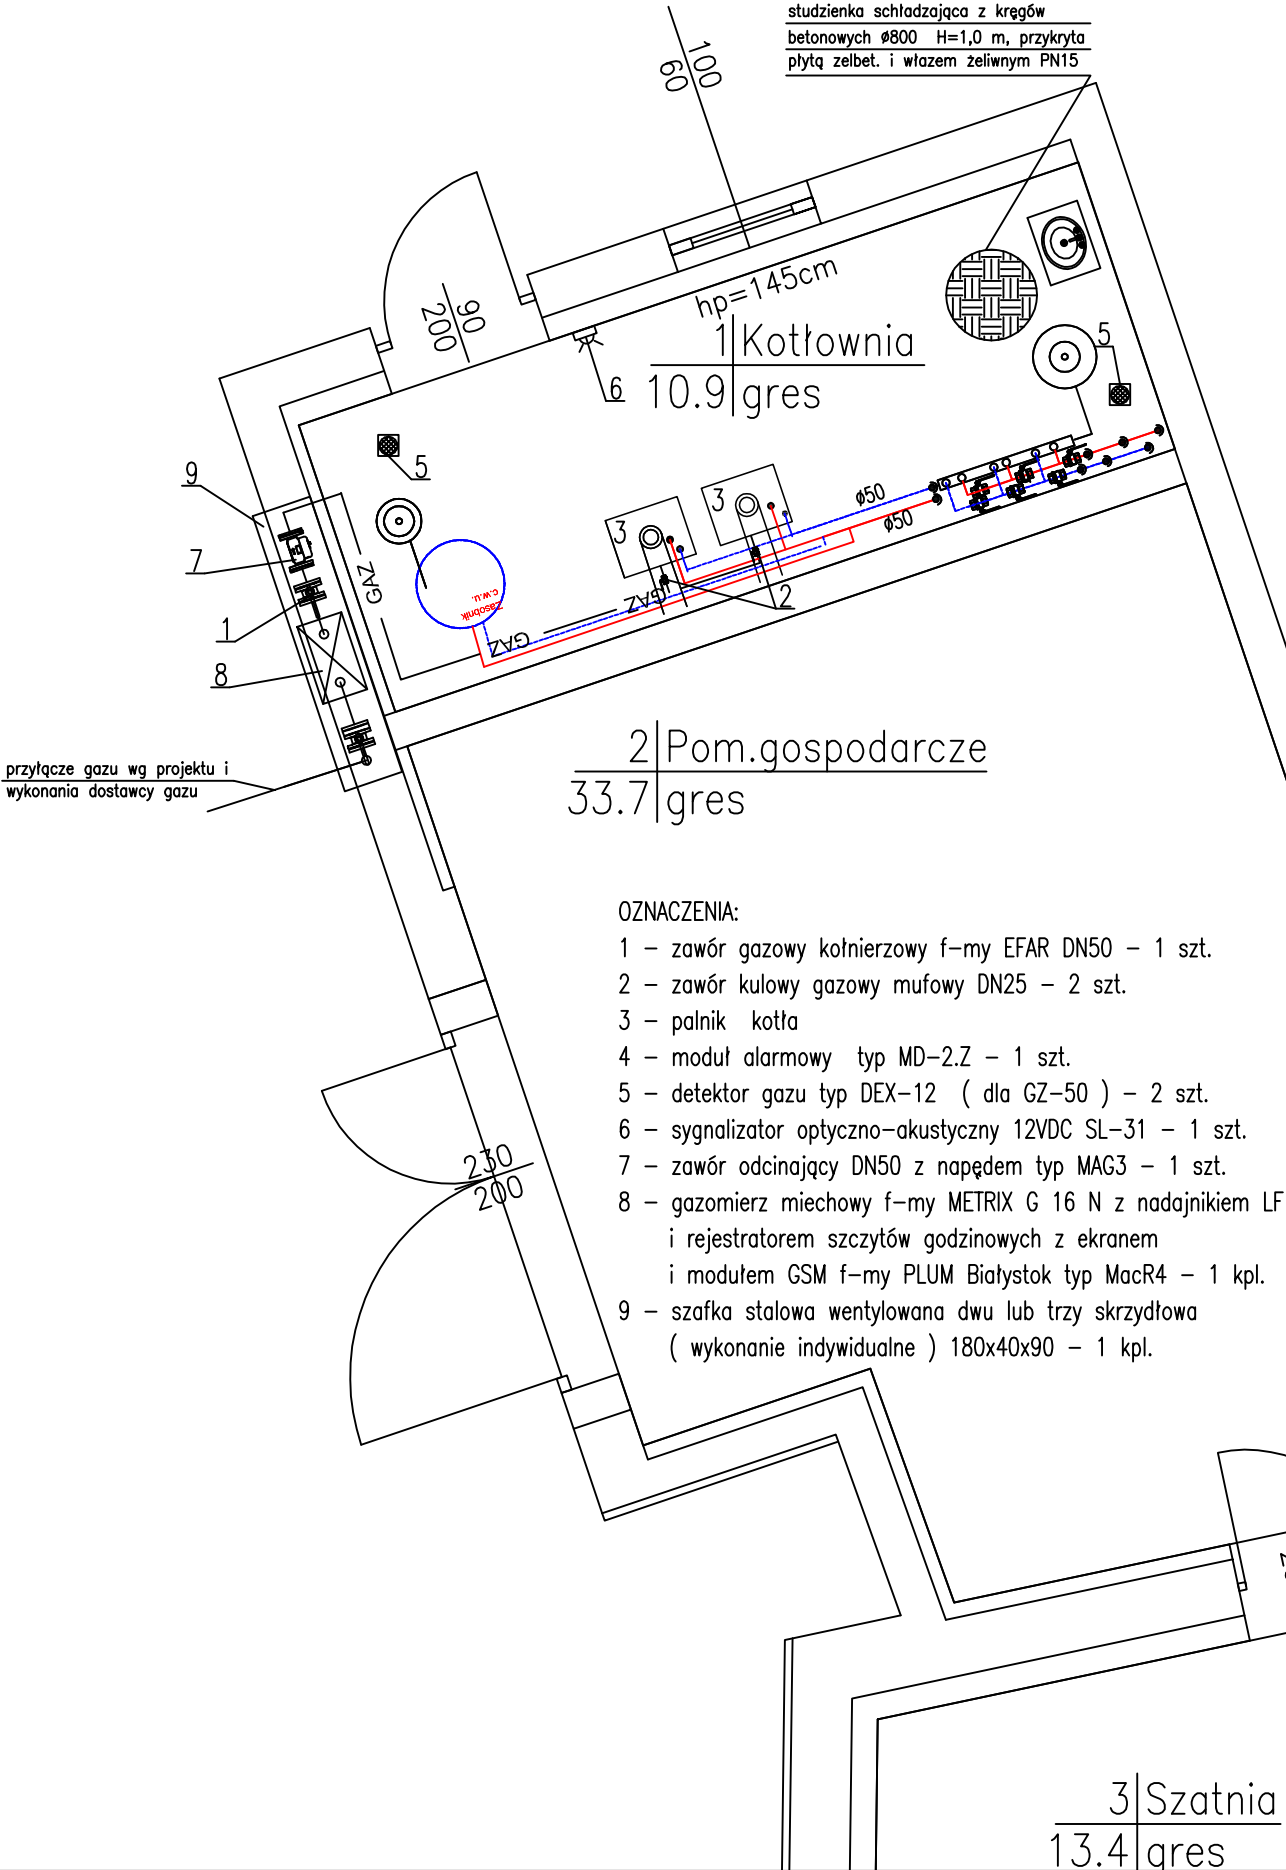 studzienka schładzająca z kręgów
betonowych ø800 H=1,0 m, przykryta
płytą żelbet. i włazem żeliwnym PN15
100
60
90
200
hp=145cm
1 Kotłownia
10.9 gres
6
5
5
9
7
1
8
3
3
2
ø50
ø50
GAZ
GAZ
GAZ
Zasobnik
c.w.u.
przyłącze gazu wg projektu i
wykonania dostawcy gazu
2 Pom.gospodarcze
33.7 gres
OZNACZENIA:
1 – zawór gazowy kołnierzowy f-my EFAR DN50 – 1 szt.
2 – zawór kulowy gazowy mufowy DN25 – 2 szt.
3 – palnik kotła
4 – moduł alarmowy typ MD-2.Z – 1 szt.
5 – detektor gazu typ DEX-12 ( dla GZ-50 ) – 2 szt.
6 – sygnalizator optyczno-akustyczny 12VDC SL-31 – 1 szt.
7 – zawór odcinający DN50 z napędem typ MAG3 – 1 szt.
8 – gazomierz miechowy f-my METRIX G 16 N z nadajnikiem LF
i rejestratorem szczytów godzinowych z ekranem
i modułem GSM f-my PLUM Białystok typ MacR4 – 1 kpl.
9 – szafka stalowa wentylowana dwu lub trzy skrzydłowa
( wykonanie indywidualne ) 180x40x90 – 1 kpl.
230
200
3 Szatnia
13.4 gres